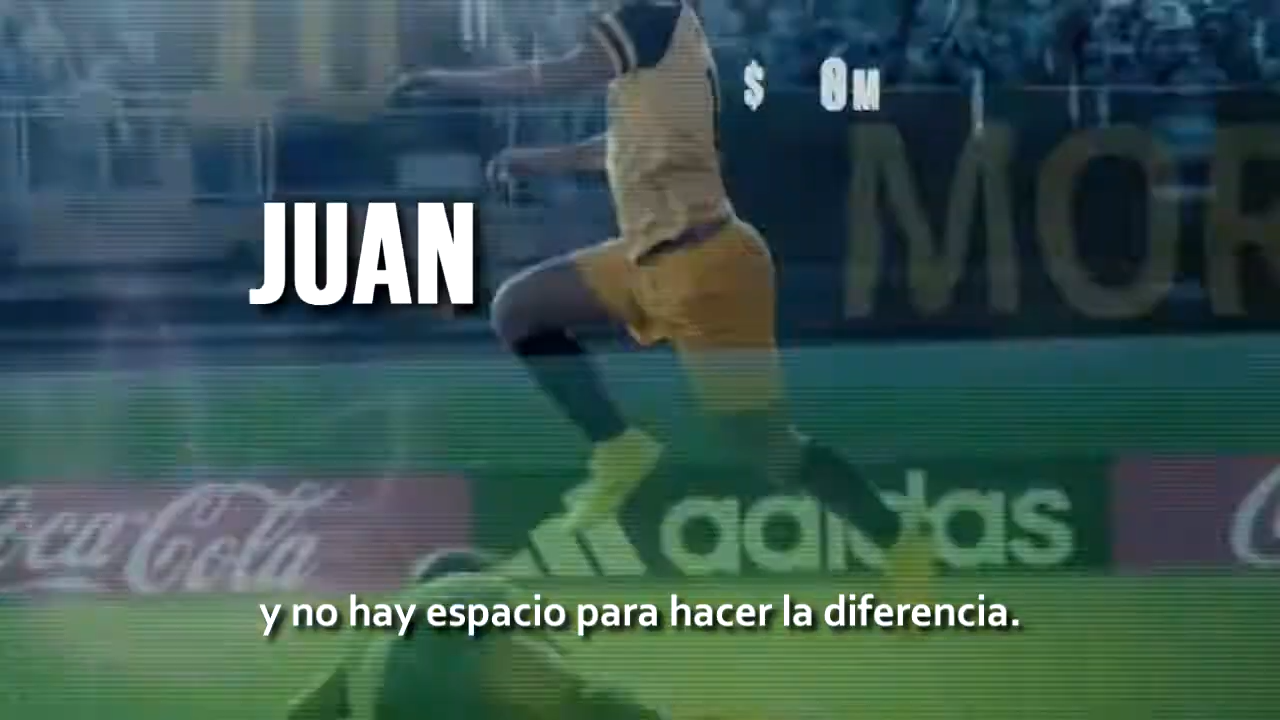 $ 0M
MOR
JUAN
Coca-Cola
adidas
y no hay espacio para hacer la diferencia.